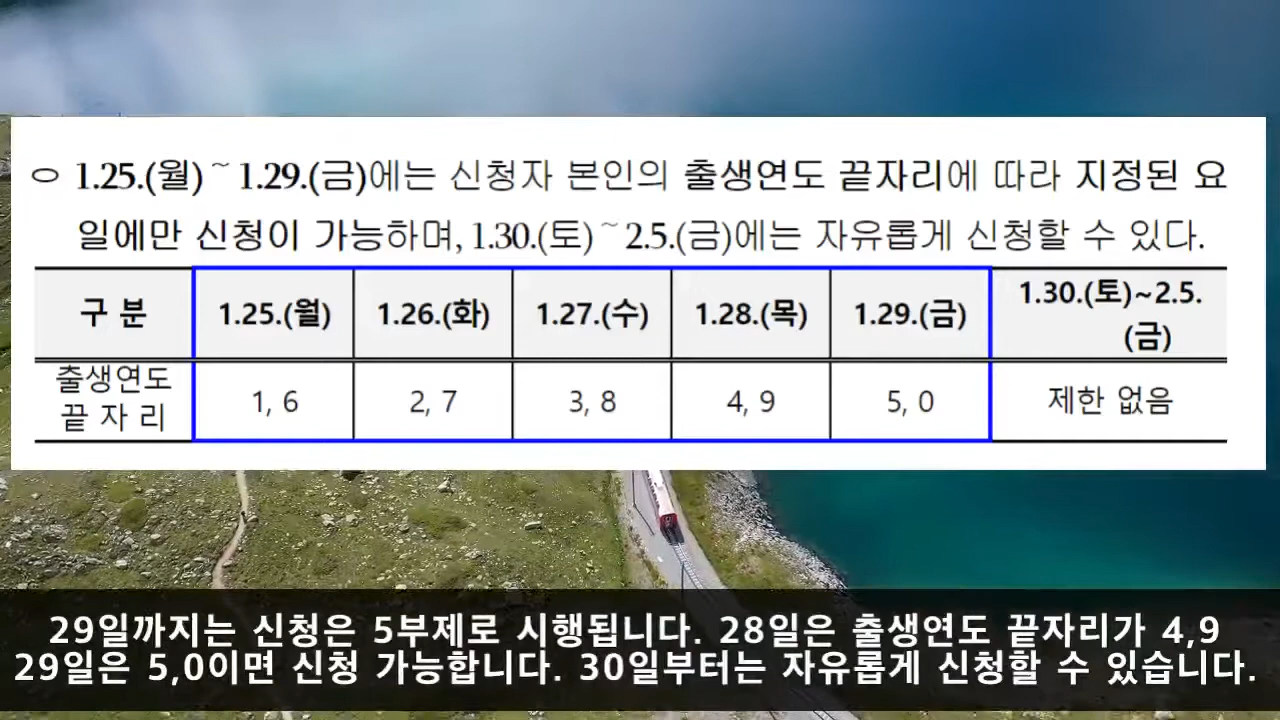 ㅇ 1.25.(월) ~ 1.29.(금)에는 신청자 본인의 출생연도 끝자리에 따라 지정된 요
일에만 신청이 가능하며, 1.30.(토) ~ 2.5.(금)에는 자유롭게 신청할 수 있다.
구 분 1.25.(월) 1.26.(화) 1.27.(수) 1.28.(목) 1.29.(금) 1.30.(토)~2.5.
(금)
출생연도
끝 자 리 1, 6 2, 7 3, 8 4, 9 5, 0 제한 없음
29일까지는 신청은 5부제로 시행됩니다. 28일은 출생연도 끝자리가 4,9
29일은 5,0이면 신청 가능합니다. 30일부터는 자유롭게 신청할 수 있습니다.